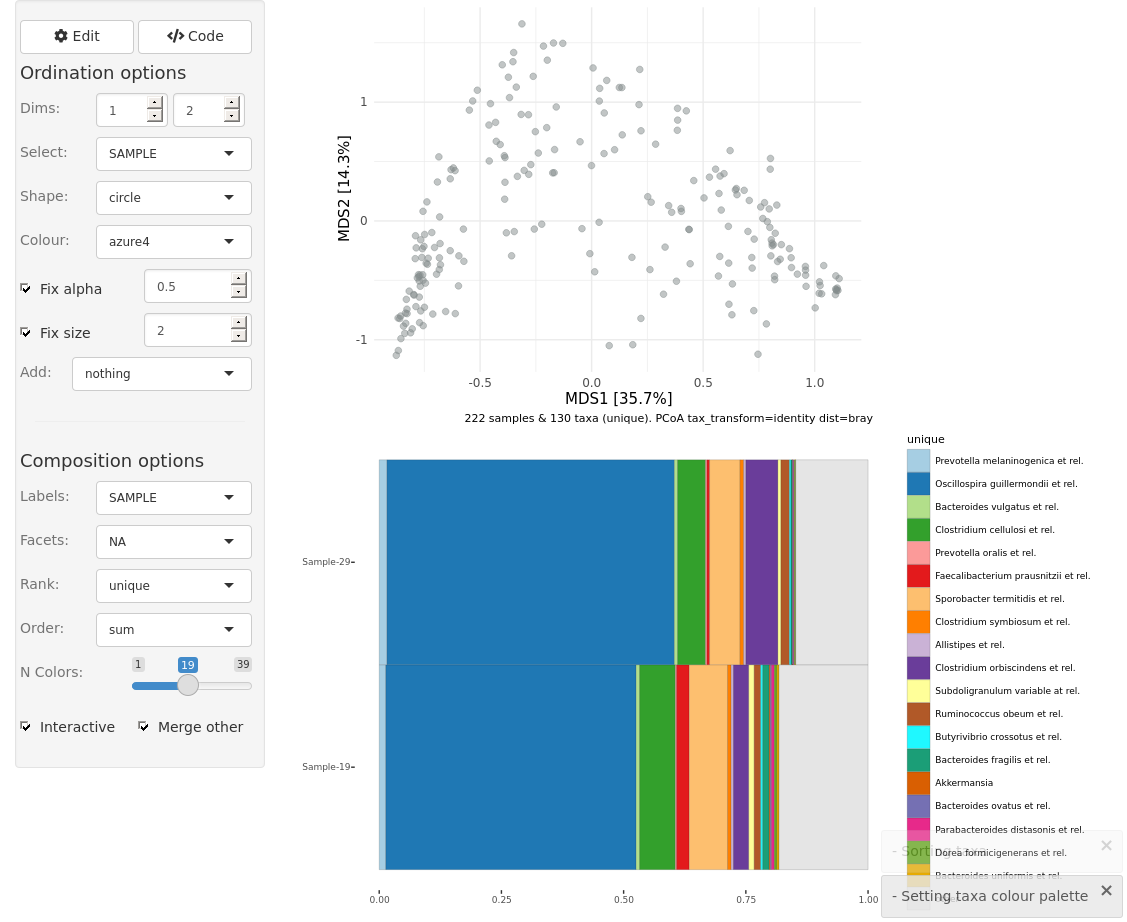 Edit
Code
Ordination options
Dims:
1
2
Select:
SAMPLE
Shape:
circle
Colour:
azure4
Fix alpha
0.5
Fix size
2
Add:
nothing
Composition options
Labels:
SAMPLE
Facets:
NA
Rank:
unique
Order:
sum
N Colors:
1
19
39
Interactive
Merge other
MDS2 [14.3%]
1
0
-1
-0.5
0.0
0.5
1.0
MDS1 [35.7%]
222 samples & 130 taxa (unique). PCoA tax_transform=identity dist=bray
Sample-29
Sample-19
0.00
0.25
0.50
0.75
1.00
unique
Prevotella melaninogenica et rel.
Oscillospira guillermondii et rel.
Bacteroides vulgatus et rel.
Clostridium cellulosi et rel.
Prevotella oralis et rel.
Faecalibacterium prausnitzii et rel.
Sporobacter termitidis et rel.
Clostridium symbiosum et rel.
Allistipes et rel.
Clostridium orbiscindens et rel.
Subdoligranulum variable at rel.
Ruminococcus obeum et rel.
Butyrivibrio crossotus et rel.
Bacteroides fragilis et rel.
Akkermansia
Bacteroides ovatus et rel.
Parabacteroides distasonis et rel.
Dorea formicigenerans et rel.
Bacteroides uniformis et rel.
- Sorting taxa
- Setting taxa colour palette